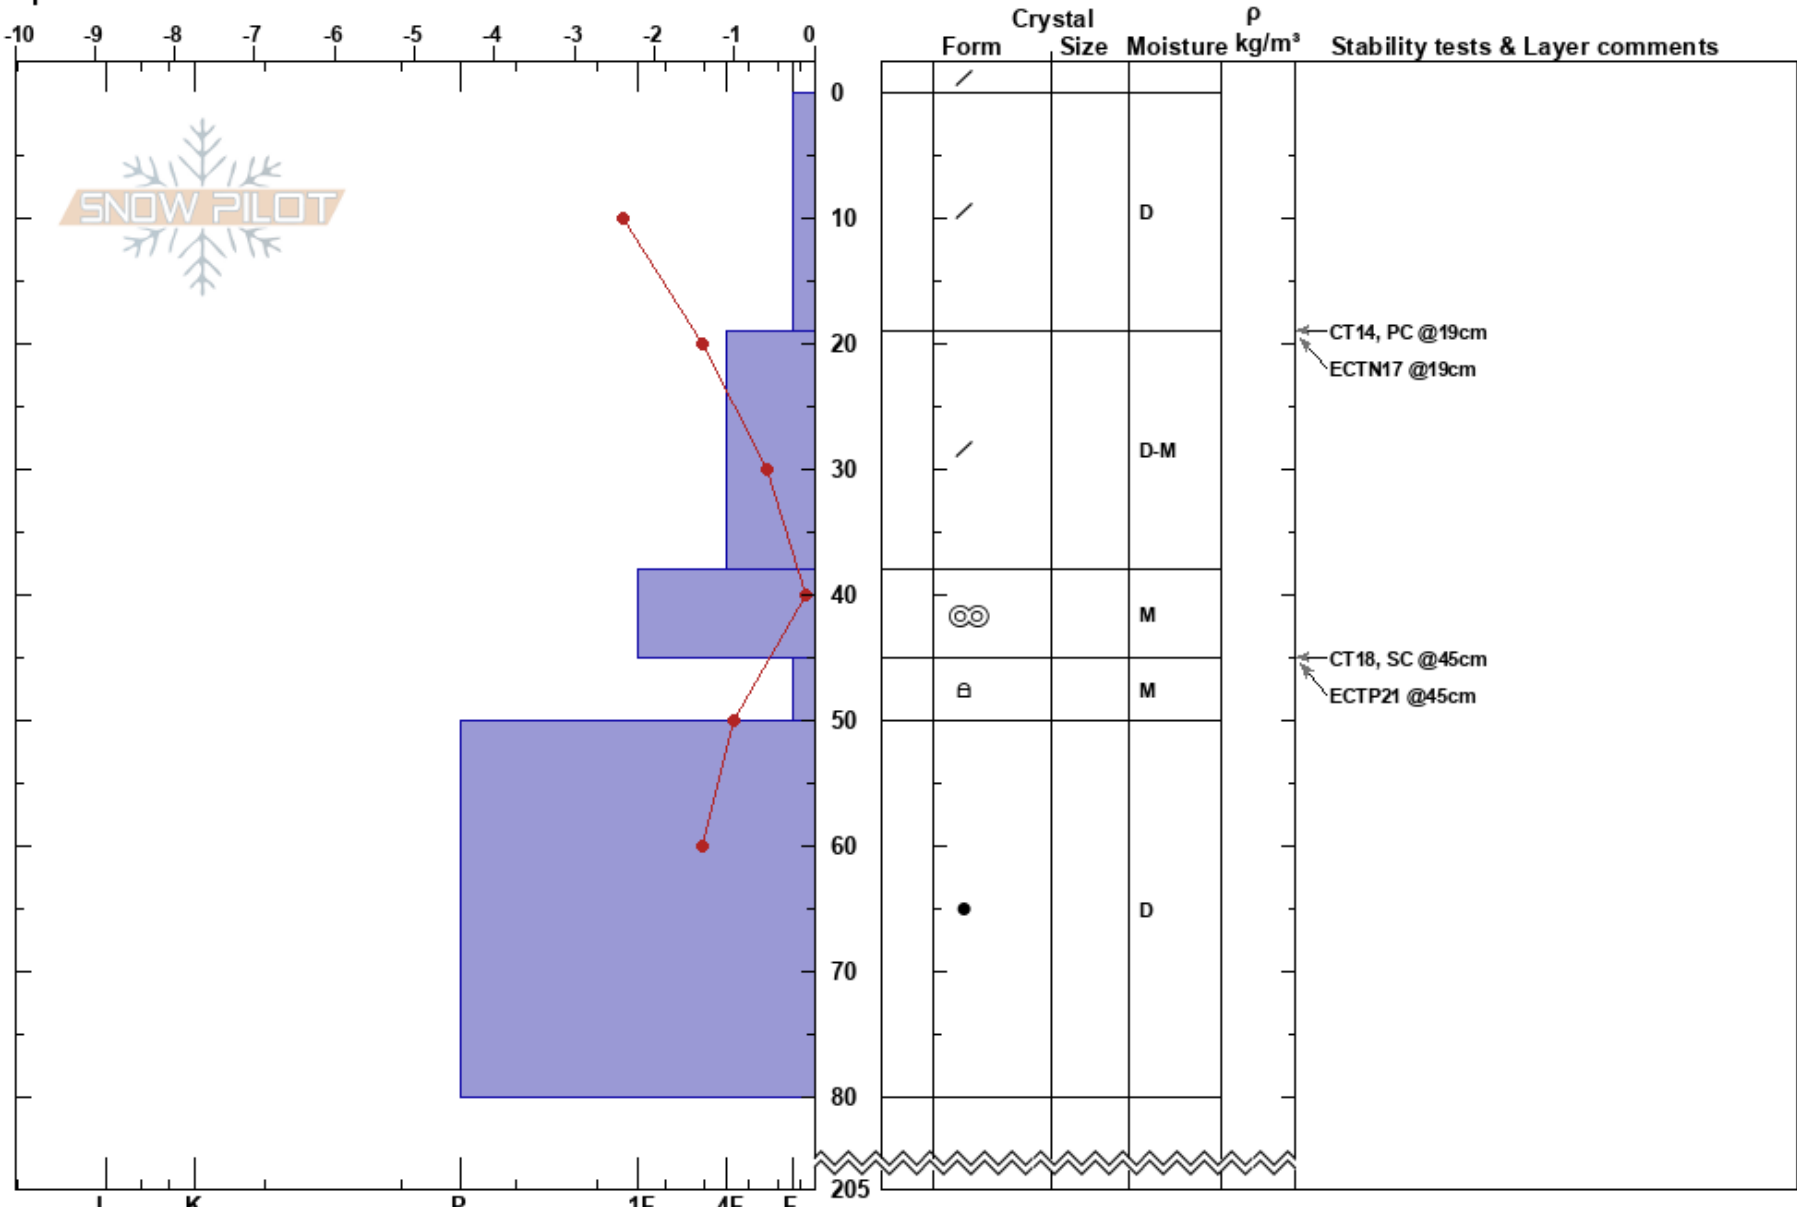 Crystal ρ
-10 -9 -8 -7 -6 -5 -4 -3 -2 -1 0 Form Size Moisture kg/m³ Stability tests & Layer comments
0
SNOW PILOT
10 D
CT14, PC @19cm
20
ECTN17 @19cm
D-M
30
40
M
CT18, SC @45cm
M
ECTP21 @45cm
50
60
D
70
80
205
I K P 1F 4F F